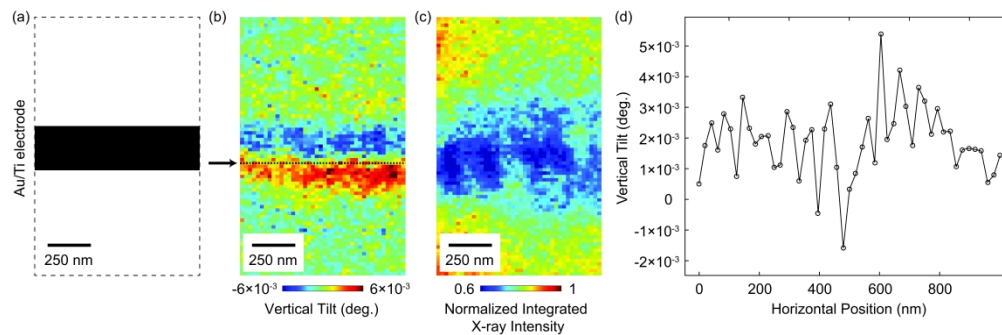 (a)
Au/Ti electrode
250 nm
(b)
250 nm
-6×10⁻³ 6×10⁻³
Vertical Tilt (deg.)
(c)
250 nm
0.6 1
Normalized Integrated
X-ray Intensity
(d)
Vertical Tilt (deg.)
6×10⁻³
5×10⁻³
4×10⁻³
3×10⁻³
2×10⁻³
1×10⁻³
0
-1×10⁻³
-2×10⁻³
0 200 400 600 800
Horizontal Position (nm)